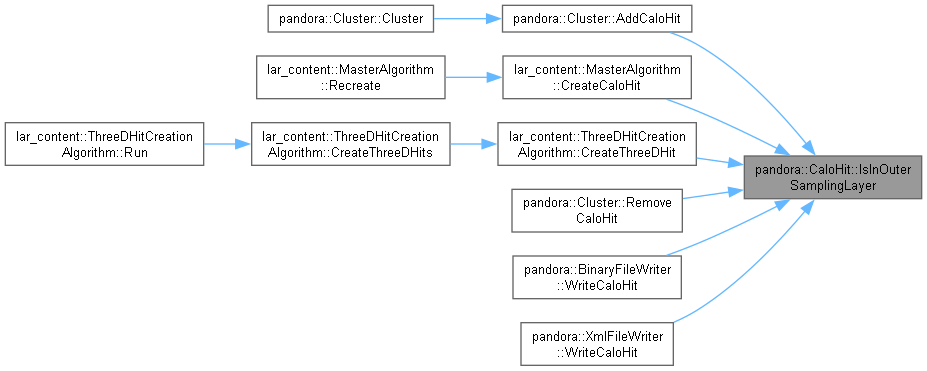 pandora::Cluster::Cluster
pandora::Cluster::AddCaloHit
lar_content::MasterAlgorithm
::Recreate
lar_content::MasterAlgorithm
::CreateCaloHit
lar_content::ThreeDHitCreation
Algorithm::Run
lar_content::ThreeDHitCreation
Algorithm::CreateThreeDHits
lar_content::ThreeDHitCreation
Algorithm::CreateThreeDHit
pandora::CaloHit::IsInOuter
SamplingLayer
pandora::Cluster::Remove
CaloHit
pandora::BinaryFileWriter
::WriteCaloHit
pandora::XmlFileWriter
::WriteCaloHit